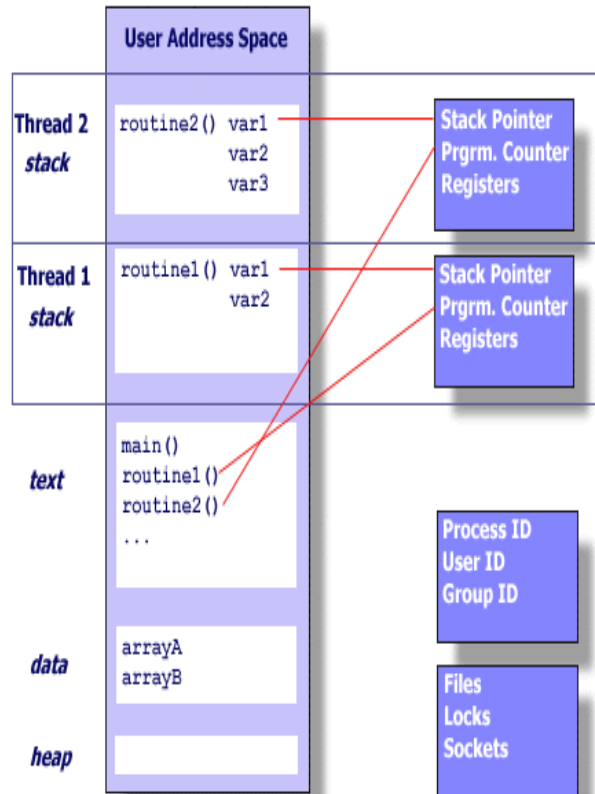 User Address Space
Thread 2
stack
routine2() var1
var2
var3
Stack Pointer
Prgrm. Counter
Registers
Thread 1
stack
routine1() var1
var2
Stack Pointer
Prgrm. Counter
Registers
text
main()
routine1()
routine2()
...
Process ID
User ID
Group ID
data
arrayA
arrayB
Files
Locks
Sockets
heap